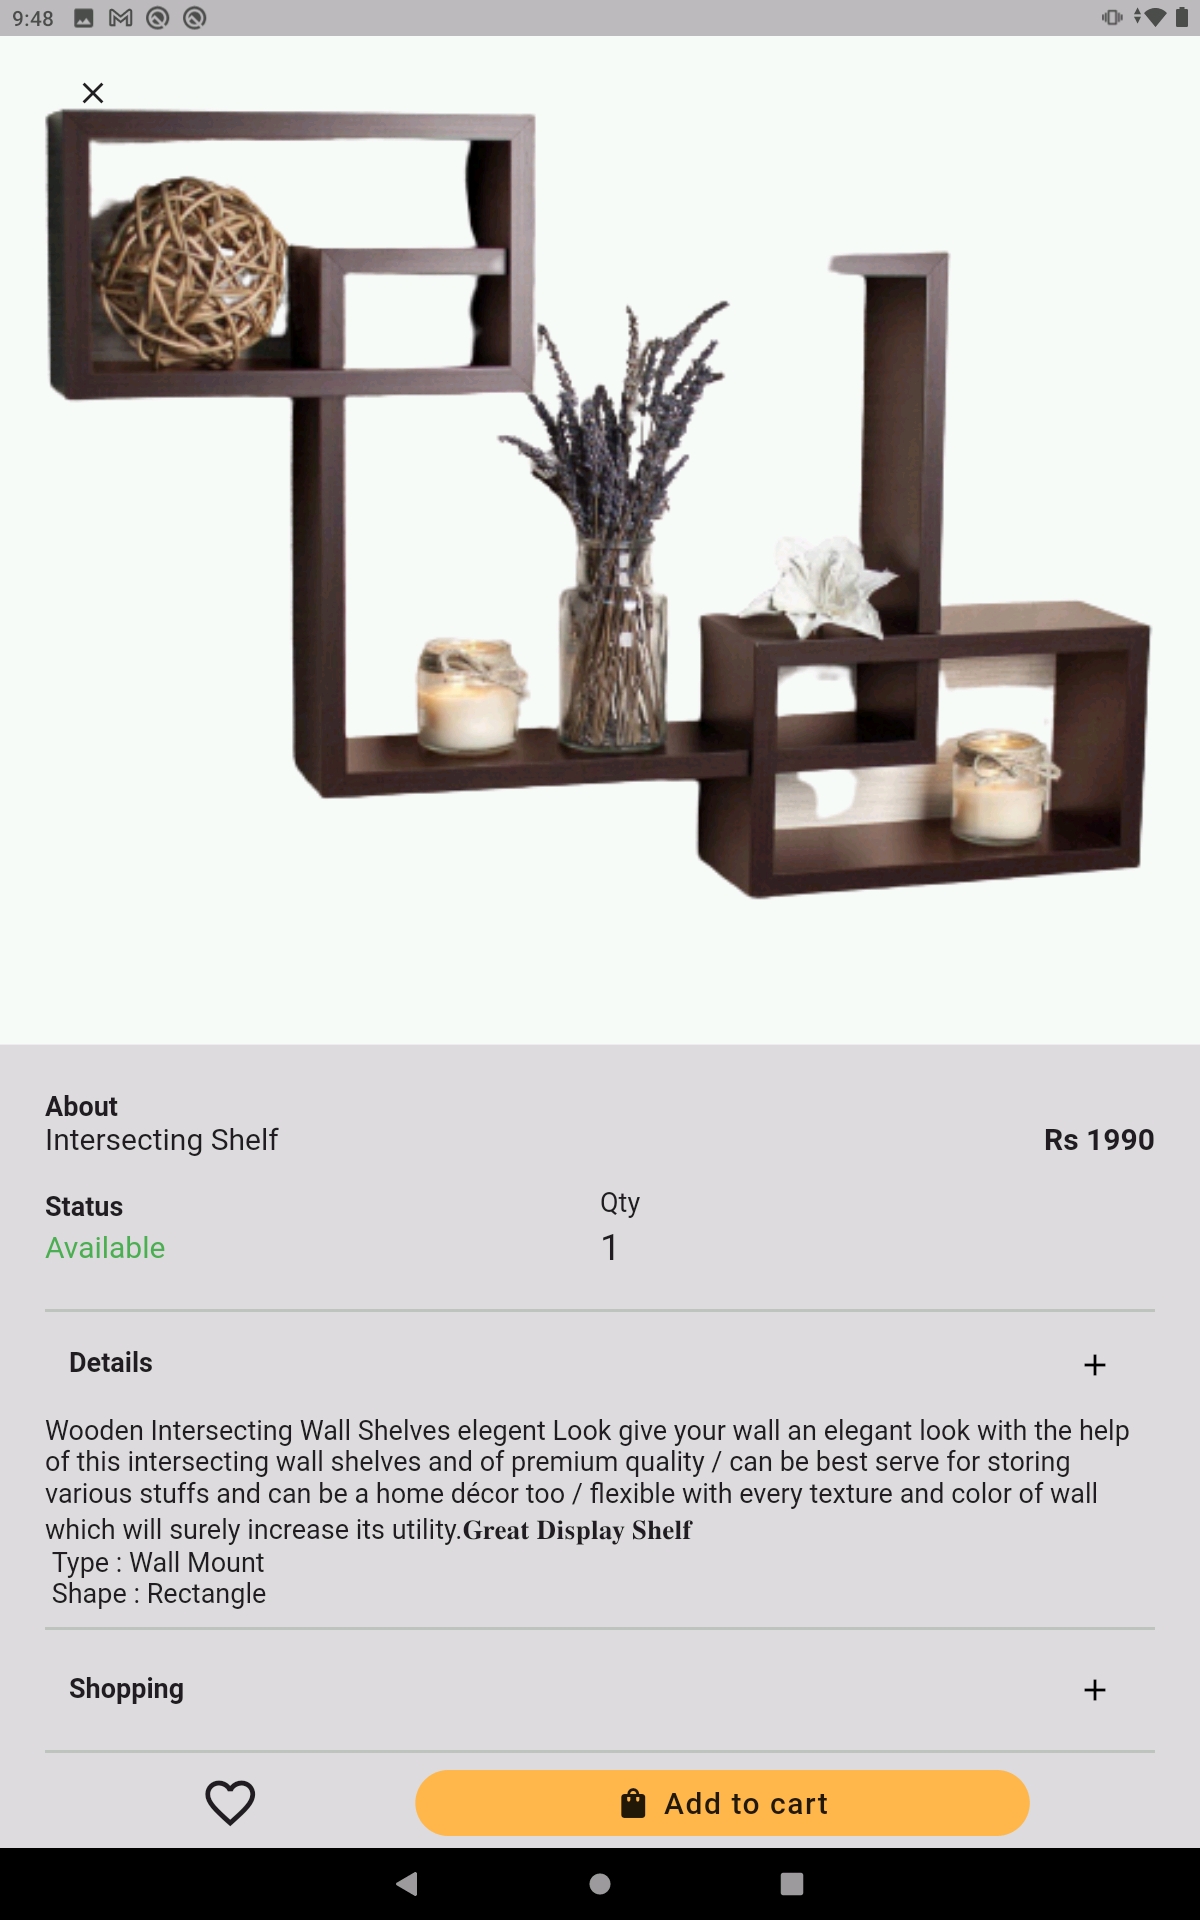 9:48
About
Intersecting Shelf
Rs 1990
Status
Qty
Available
1
Details
Wooden Intersecting Wall Shelves elegent Look give your wall an elegant look with the help
of this intersecting wall shelves and of premium quality / can be best serve for storing
various stuffs and can be a home décor too / flexible with every texture and color of wall
which will surely increase its utility.Great Display Shelf
Type : Wall Mount
Shape : Rectangle
Shopping
Add to cart